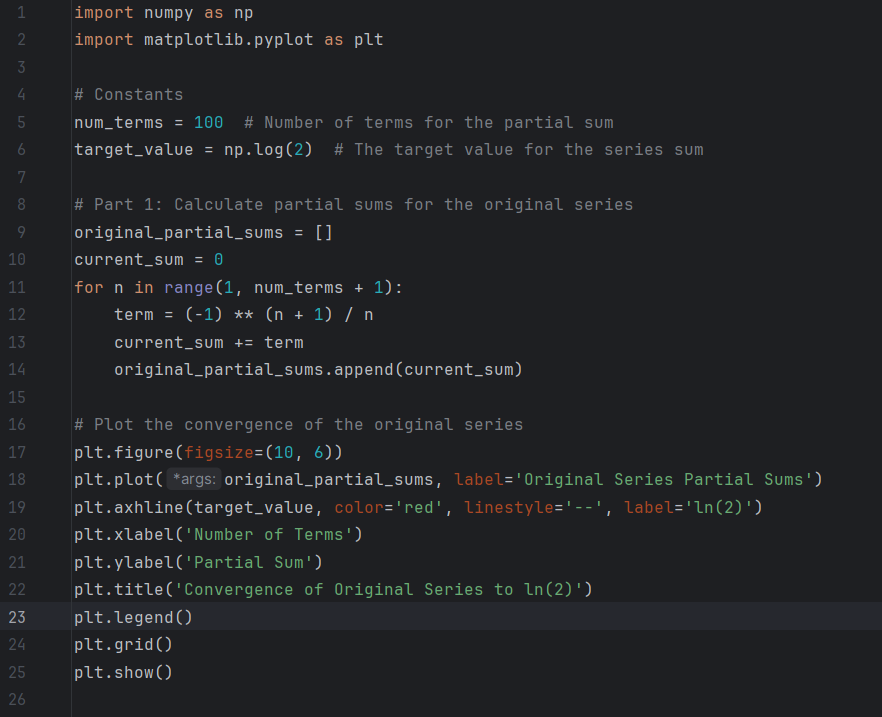 1 import numpy as np
2 import matplotlib.pyplot as plt
3
4 # Constants
5 num_terms = 100  # Number of terms for the partial sum
6 target_value = np.log(2)  # The target value for the series sum
7
8 # Part 1: Calculate partial sums for the original series
9 original_partial_sums = []
10 current_sum = 0
11 for n in range(1, num_terms + 1):
12     term = (-1) ** (n + 1) / n
13     current_sum += term
14     original_partial_sums.append(current_sum)
15
16 # Plot the convergence of the original series
17 plt.figure(figsize=(10, 6))
18 plt.plot( *args: original_partial_sums, label='Original Series Partial Sums')
19 plt.axhline(target_value, color='red', linestyle='--', label='ln(2)')
20 plt.xlabel('Number of Terms')
21 plt.ylabel('Partial Sum')
22 plt.title('Convergence of Original Series to ln(2)')
23 plt.legend()
24 plt.grid()
25 plt.show()
26